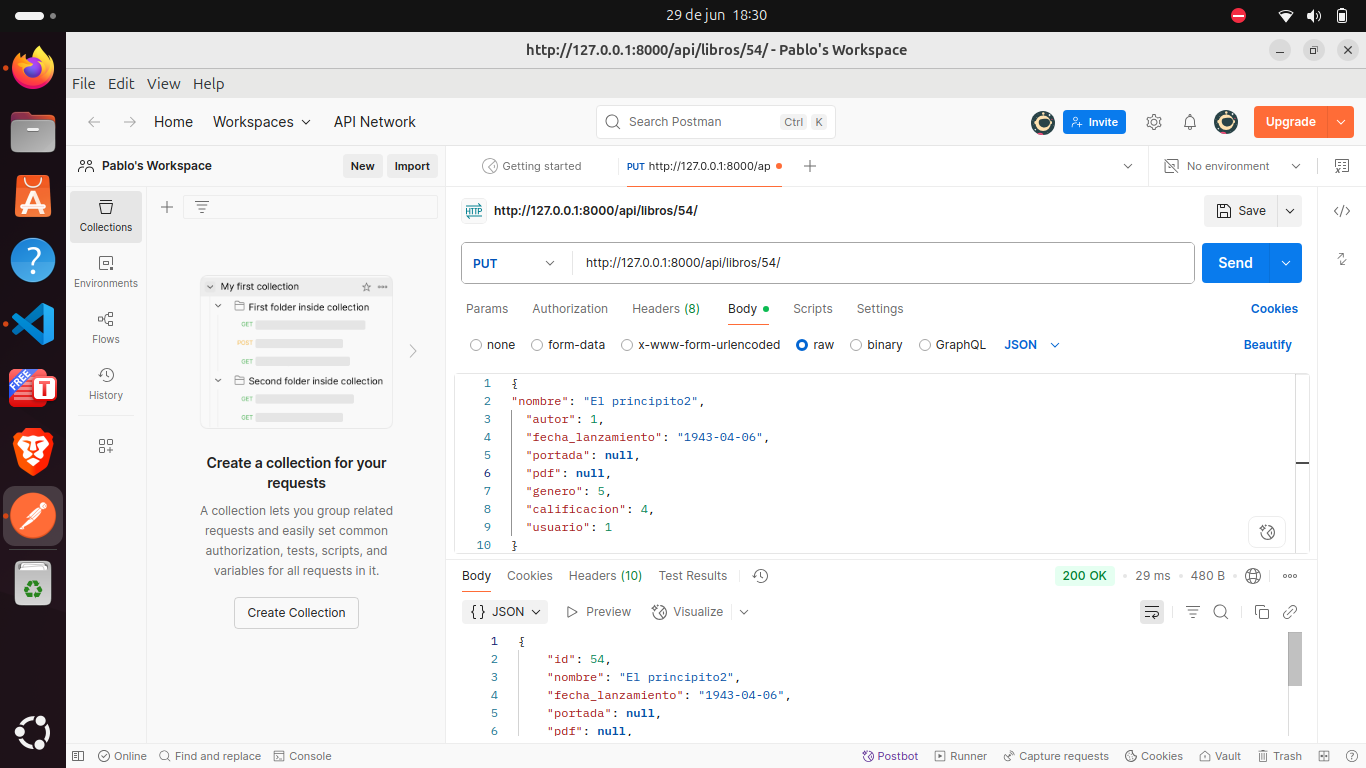 29 de jun 18:30
http://127.0.0.1:8000/api/libros/54/ - Pablo's Workspace
File Edit View Help
Home Workspaces API Network
Search Postman Ctrl K
Invite
Upgrade
Pablo's Workspace New Import
Getting started
PUT http://127.0.0.1:8000/ap
No environment
Collections
Environments
Flows
History
My first collection
First folder inside collection
GET
POST
GET
Second folder inside collection
GET
GET
Create a collection for your
requests
A collection lets you group related
requests and easily set common
authorization, tests, scripts, and
variables for all requests in it.
Create Collection
HTTP http://127.0.0.1:8000/api/libros/54/
Save
PUT http://127.0.0.1:8000/api/libros/54/
Send
Params Authorization Headers (8) Body Scripts Settings Cookies
none form-data x-www-form-urlencoded raw binary GraphQL JSON Beautify
1 {
2 "nombre": "El principito2",
3 "autor": 1,
4 "fecha_lanzamiento": "1943-04-06",
5 "portada": null,
6 "pdf": null,
7 "genero": 5,
8 "calificacion": 4,
9 "usuario": 1
10 }
Body Cookies Headers (10) Test Results
200 OK • 29 ms • 480 B
{} JSON Preview Visualize
1 {
2 "id": 54,
3 "nombre": "El principito2",
4 "fecha_lanzamiento": "1943-04-06",
5 "portada": null,
6 "pdf": null,
Online Find and replace Console
Postbot Runner Capture requests Cookies Vault Trash
FREE
T